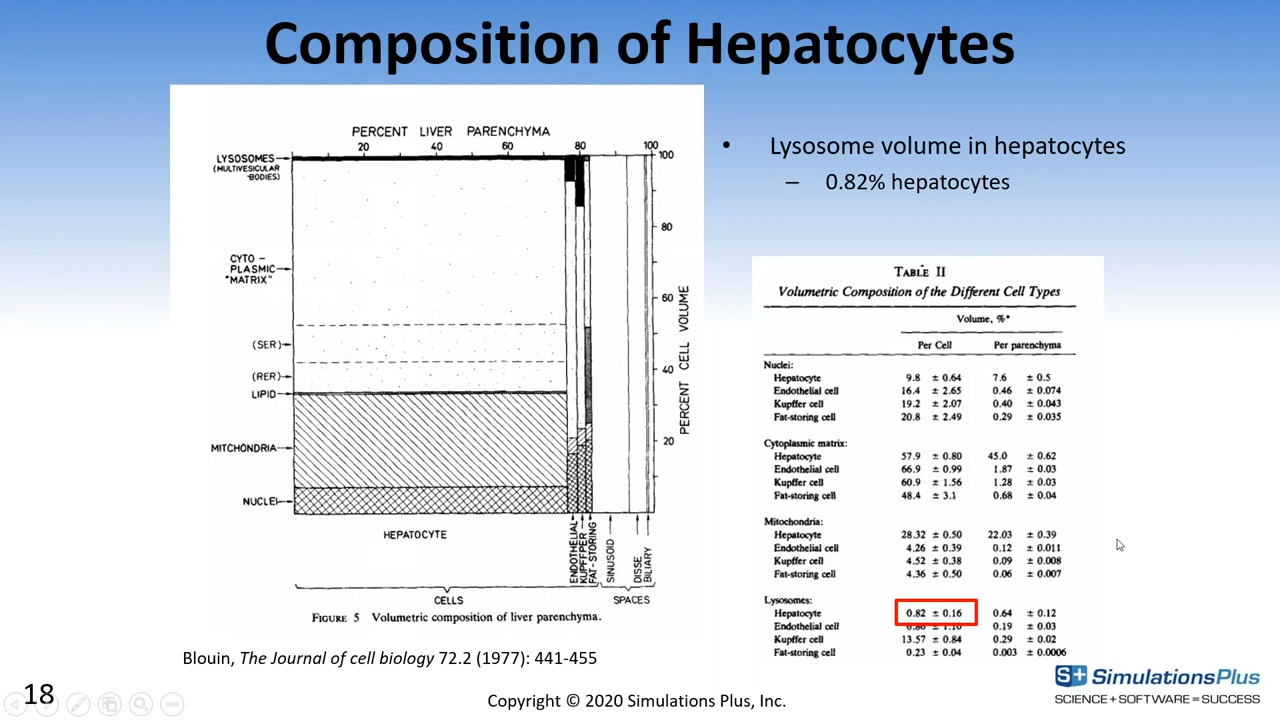 Composition of Hepatocytes
PERCENT LIVER PARENCHYMA
20 40 60 80 100
LYSOSOMES
(MULTIVESICULAR
BODIES)
CYTO -
PLASMIC
"MATRIX"
(SER)
(RER)
LIPID
MITCHONDRIA
NUCLEI
100
80
60
40
20
PERCENT CELL VOLUME
HEPATOCYTE
ENDOTHELIAL
KUPFFER
FAT-STORING
SINUSOID
DISSE
BILIARY
CELLS
SPACES
FIGURE 5 Volumetric composition of liver parenchyma.
Blouin, The Journal of cell biology 72.2 (1977): 441-455
• Lysosome volume in hepatocytes
– 0.82% hepatocytes
TABLE II
Volumetric Composition of the Different Cell Types
Volume, %*
Per Cell Per parenchyma
Nuclei:
Hepatocyte 9.8 ± 0.64 7.6 ± 0.5
Endothelial cell 16.4 ± 2.65 0.46 ± 0.074
Kupffer cell 19.2 ± 2.07 0.40 ± 0.043
Fat-storing cell 20.8 ± 2.49 0.29 ± 0.035
Cytoplasmic matrix:
Hepatocyte 57.9 ± 0.80 45.0 ± 0.62
Endothelial cell 66.9 ± 0.99 1.87 ± 0.03
Kupffer cell 60.9 ± 1.56 1.28 ± 0.03
Fat-storing cell 48.4 ± 3.1 0.68 ± 0.04
Mitochondria:
Hepatocyte 28.32 ± 0.50 22.03 ± 0.39
Endothelial cell 4.26 ± 0.39 0.12 ± 0.011
Kupffer cell 4.52 ± 0.38 0.09 ± 0.008
Fat-storing cell 4.36 ± 0.50 0.06 ± 0.007
Lysosomes:
Hepatocyte 0.82 ± 0.16 0.64 ± 0.12
Endothelial cell 0.19 ± 0.03
Kupffer cell 13.57 ± 0.84 0.29 ± 0.02
Fat-storing cell 0.23 ± 0.04 0.003 ± 0.0006
S+ SimulationsPlus
SCIENCE + SOFTWARE = SUCCESS
18
Copyright © 2020 Simulations Plus, Inc.